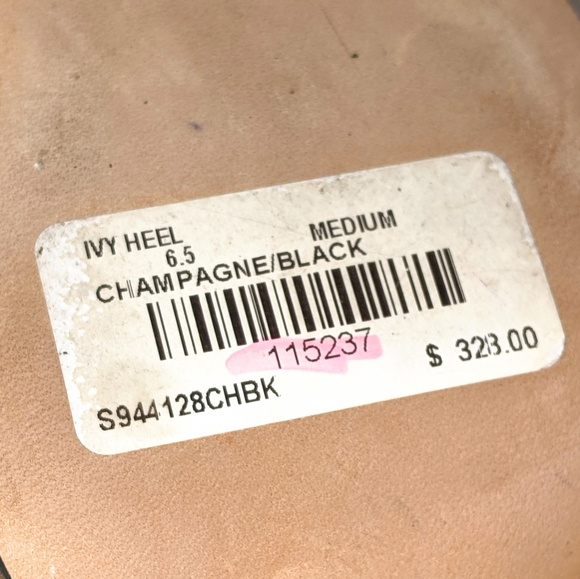 IVY HEEL MEDIUM
6.5
CHAMPAGNE/BLACK
115237
$ 328.00
S944128CHBK